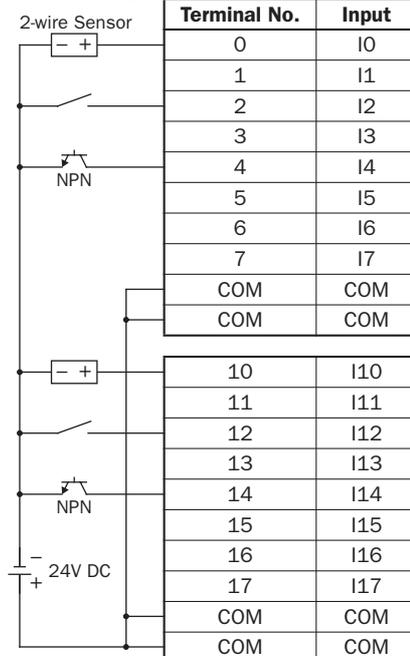 2-wire Sensor
Terminal No. Input
− +
0 I0
1 I1
2 I2
3 I3
4 I4
NPN
5 I5
6 I6
7 I7
COM COM
COM COM
− +
10 I10
11 I11
12 I12
13 I13
14 I14
NPN
15 I15
16 I16
− + 24V DC
17 I17
COM COM
COM COM